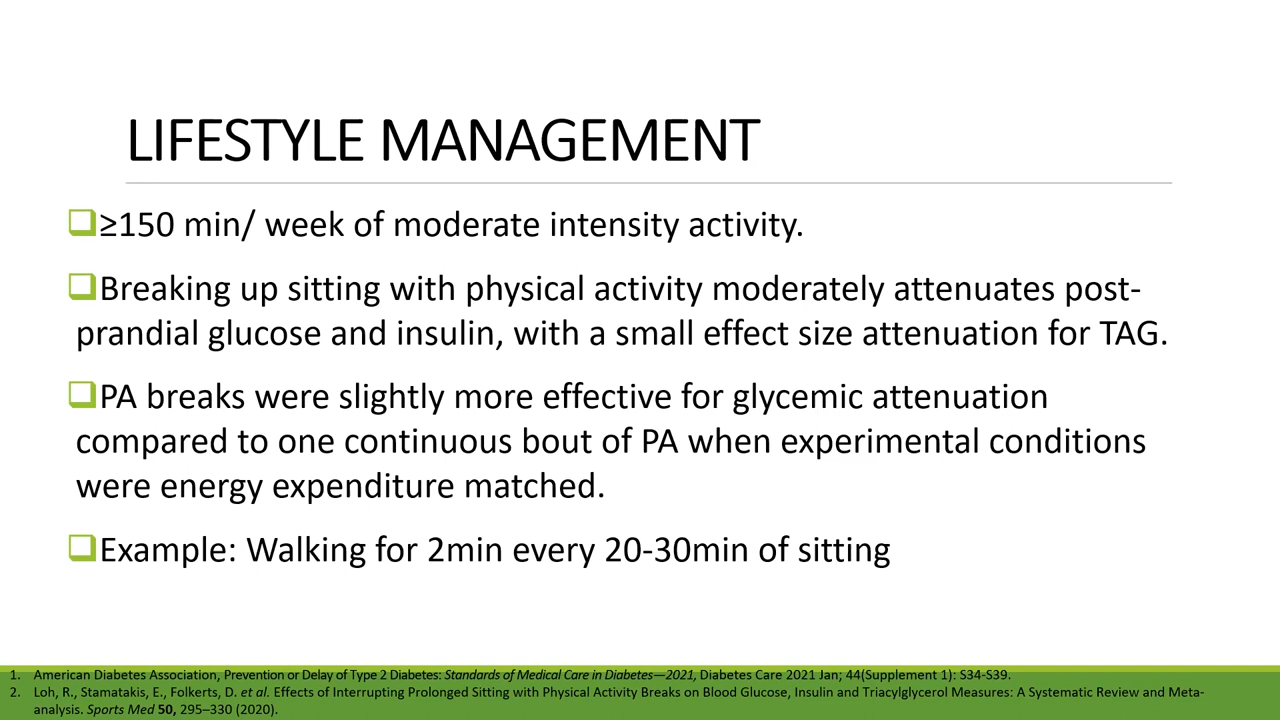 LIFESTYLE MANAGEMENT
≥150 min/ week of moderate intensity activity.
Breaking up sitting with physical activity moderately attenuates post-
prandial glucose and insulin, with a small effect size attenuation for TAG.
PA breaks were slightly more effective for glycemic attenuation
compared to one continuous bout of PA when experimental conditions
were energy expenditure matched.
Example: Walking for 2min every 20-30min of sitting
1. American Diabetes Association, Prevention or Delay of Type 2 Diabetes: Standards of Medical Care in Diabetes—2021, Diabetes Care 2021 Jan; 44(Supplement 1): S34-S39.
2. Loh, R., Stamatakis, E., Folkerts, D. et al. Effects of Interrupting Prolonged Sitting with Physical Activity Breaks on Blood Glucose, Insulin and Triacylglycerol Measures: A Systematic Review and Meta-
analysis. Sports Med 50, 295–330 (2020).